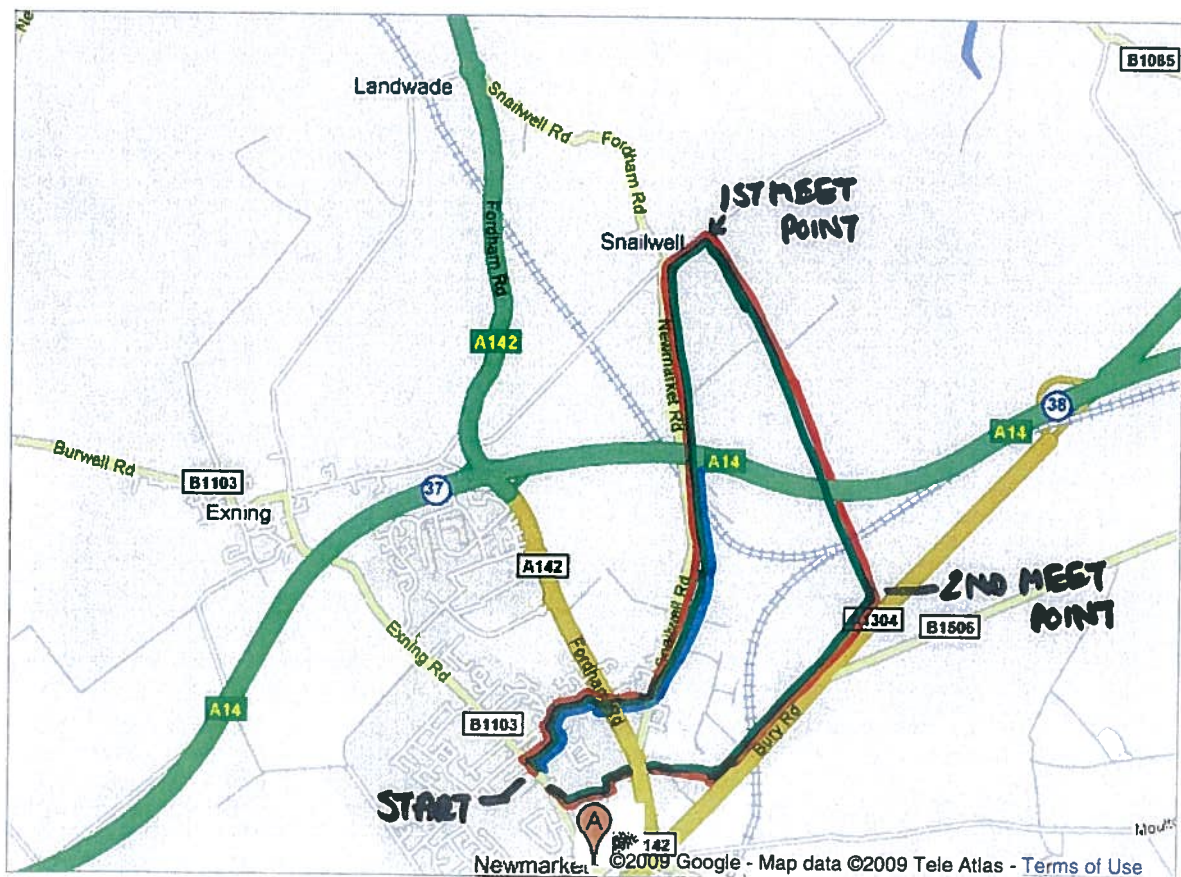 Ne
B1085
Landwade
Snailwell Rd
Fordham Rd
1ST MEET
POINT
Snailwell
Fordham Rd
A142
Newmarket Rd
38
A14
A14
Burwell Rd
B1103
37
Exning
A142
2ND MEET
POINT
A1304
B1506
Snailwell Rd
Exning Rd
Fordham Rd
A14
B1103
Bury Rd
START
A
142
Moult
Newmarket
©2009 Google - Map data ©2009 Tele Atlas - Terms of Use